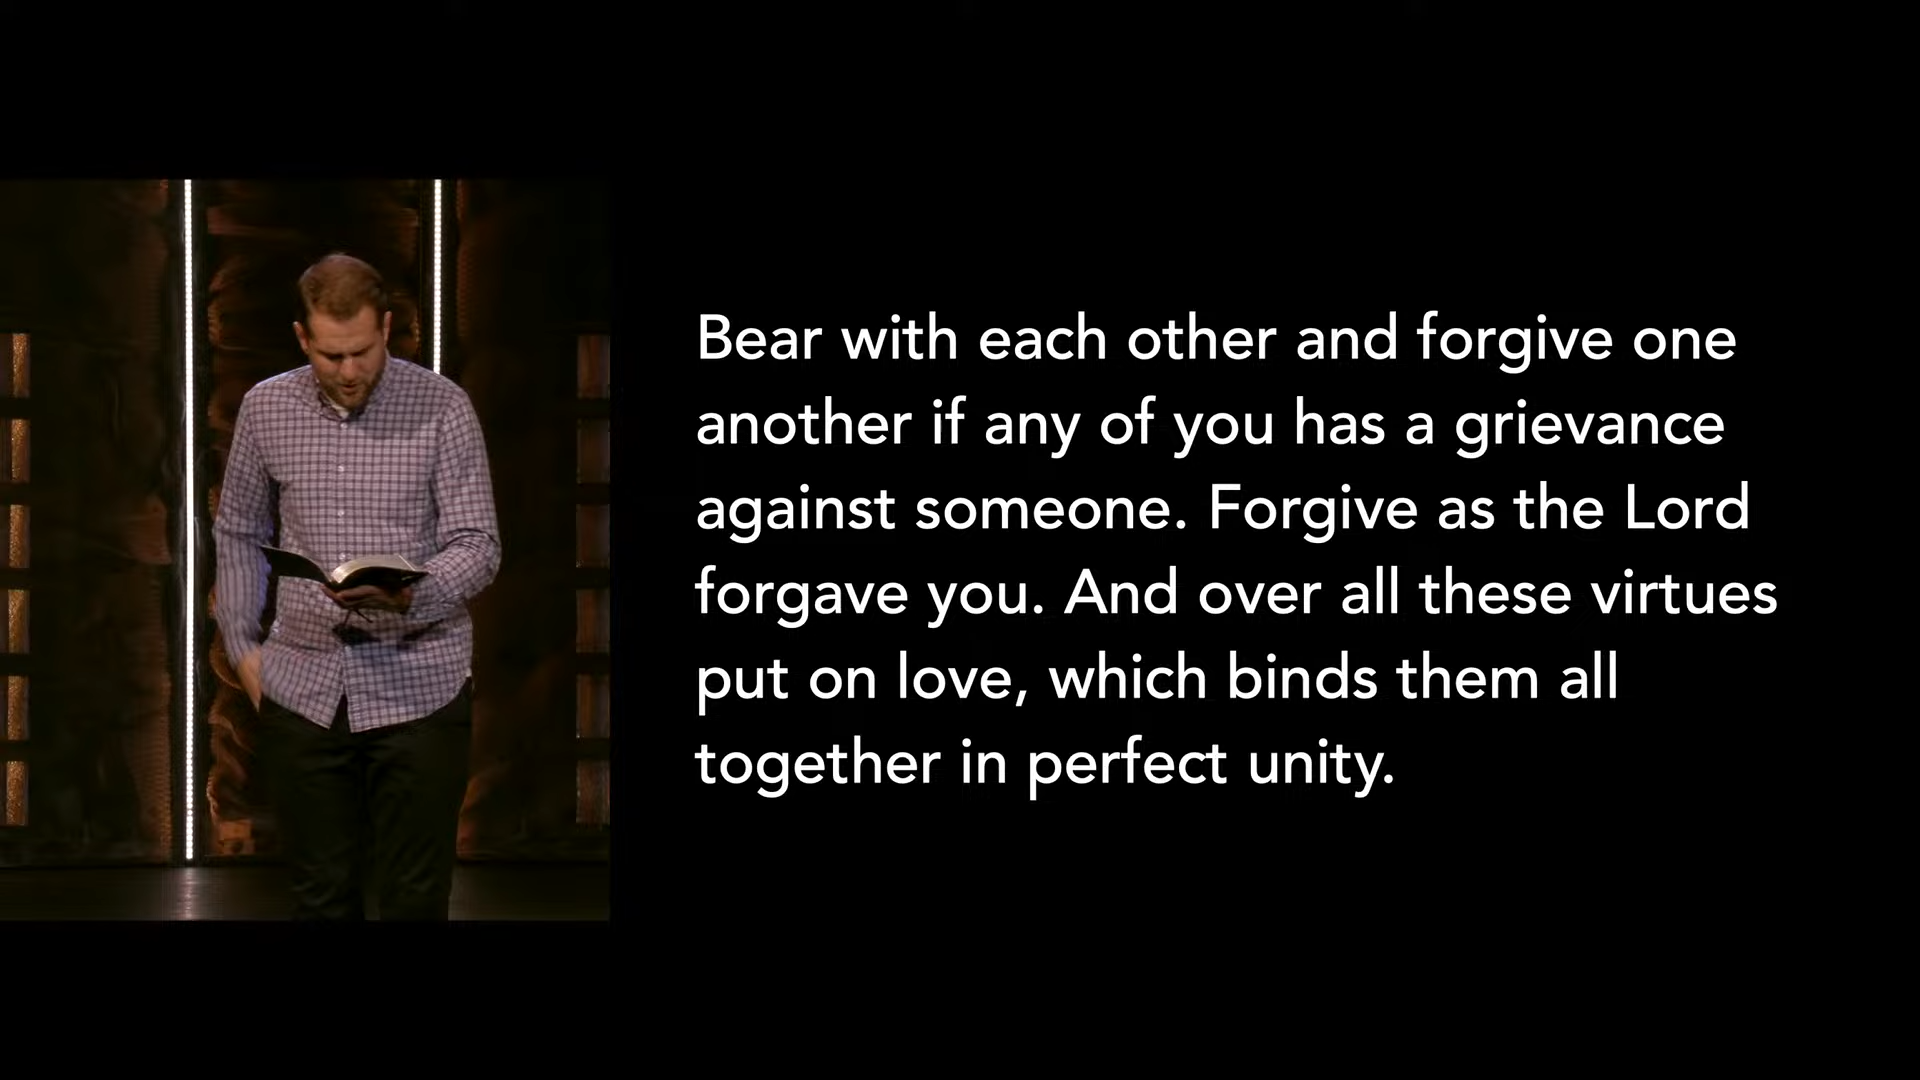 Bear with each other and forgive one
another if any of you has a grievance
against someone. Forgive as the Lord
forgave you. And over all these virtues
put on love, which binds them all
together in perfect unity.